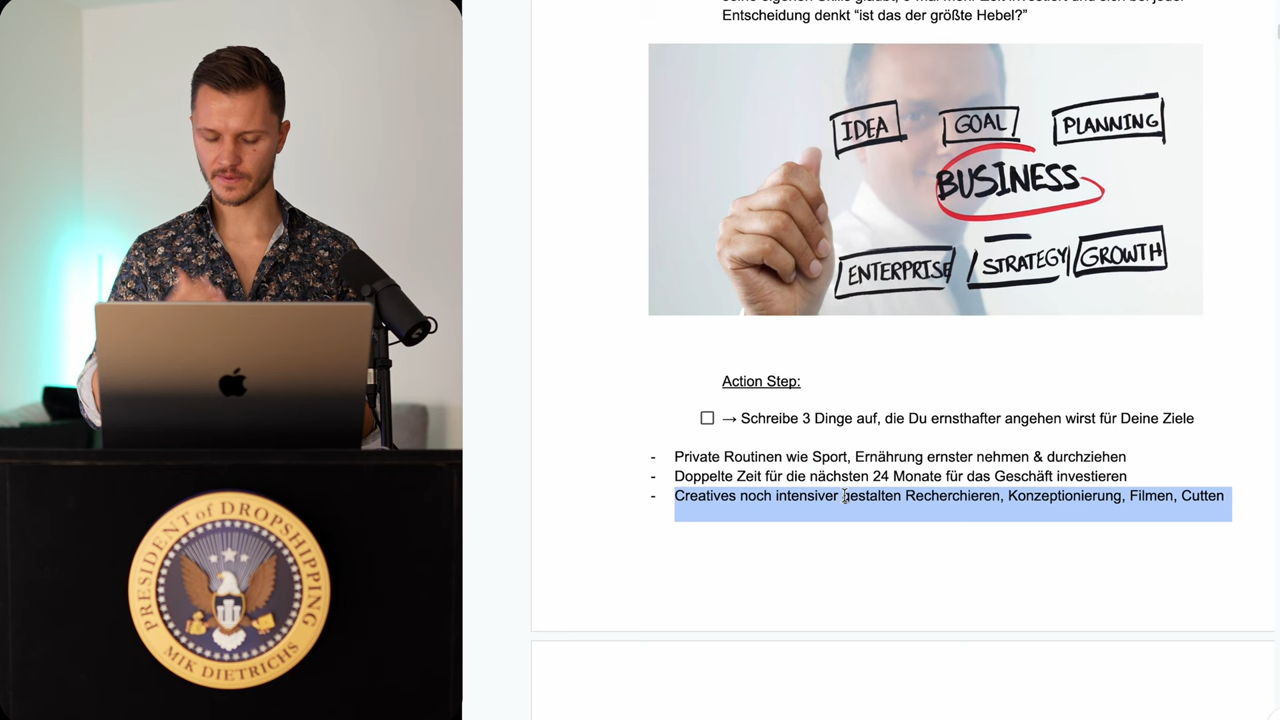 Entscheidung denkt “ist das der größte Hebel?”
IDEA
GOAL
PLANNING
BUSINESS
ENTERPRISE
STRATEGY
GROWTH
Action Step:
→ Schreibe 3 Dinge auf, die Du ernsthafter angehen wirst für Deine Ziele
- Private Routinen wie Sport, Ernährung ernster nehmen & durchziehen
- Doppelte Zeit für die nächsten 24 Monate für das Geschäft investieren
- Creatives noch intensiver gestalten Recherchieren, Konzeptionierung, Filmen, Cutten
PRESIDENT of DROPSHIPPING
MIK DIETRICHS